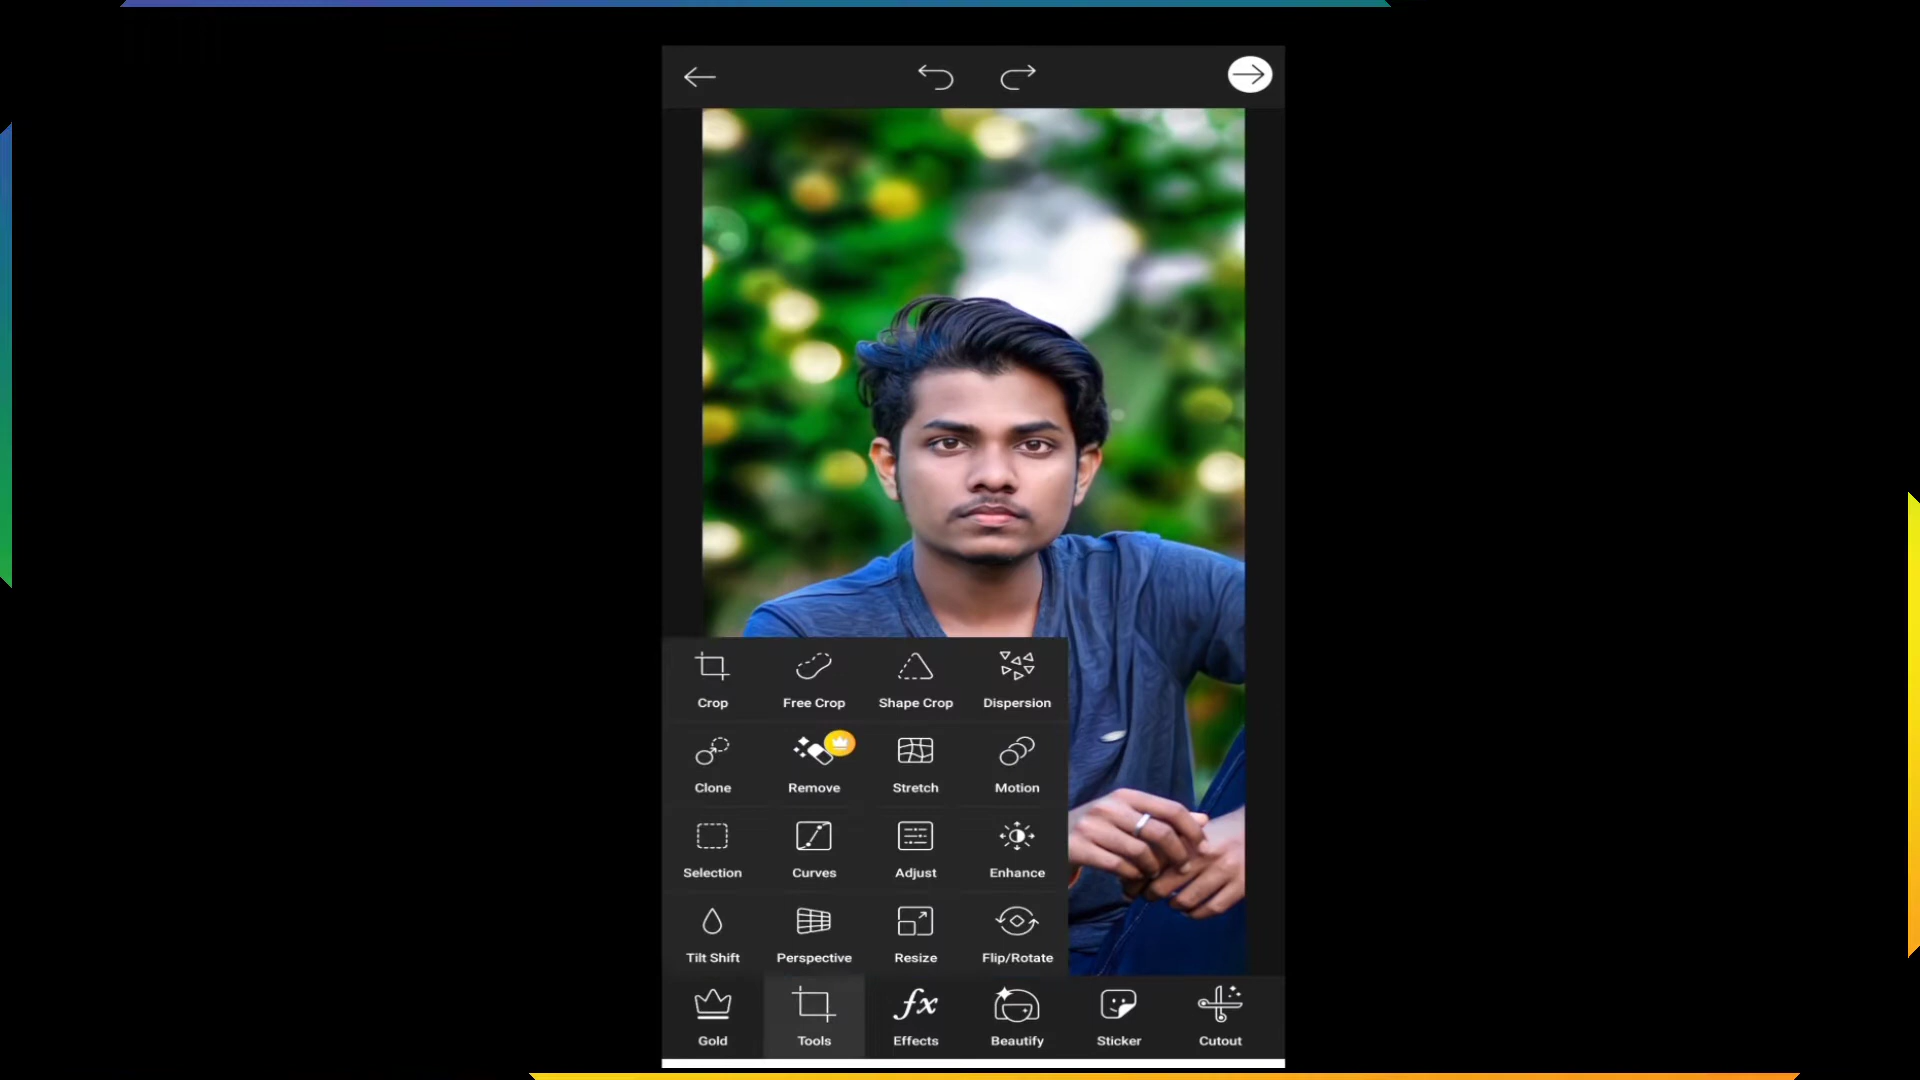 Crop Free Crop Shape Crop Dispersion
Clone Remove Stretch Motion
Selection Curves Adjust Enhance
Tilt Shift Perspective Resize Flip/Rotate
Gold Tools fx Effects Beautify Sticker Cutout